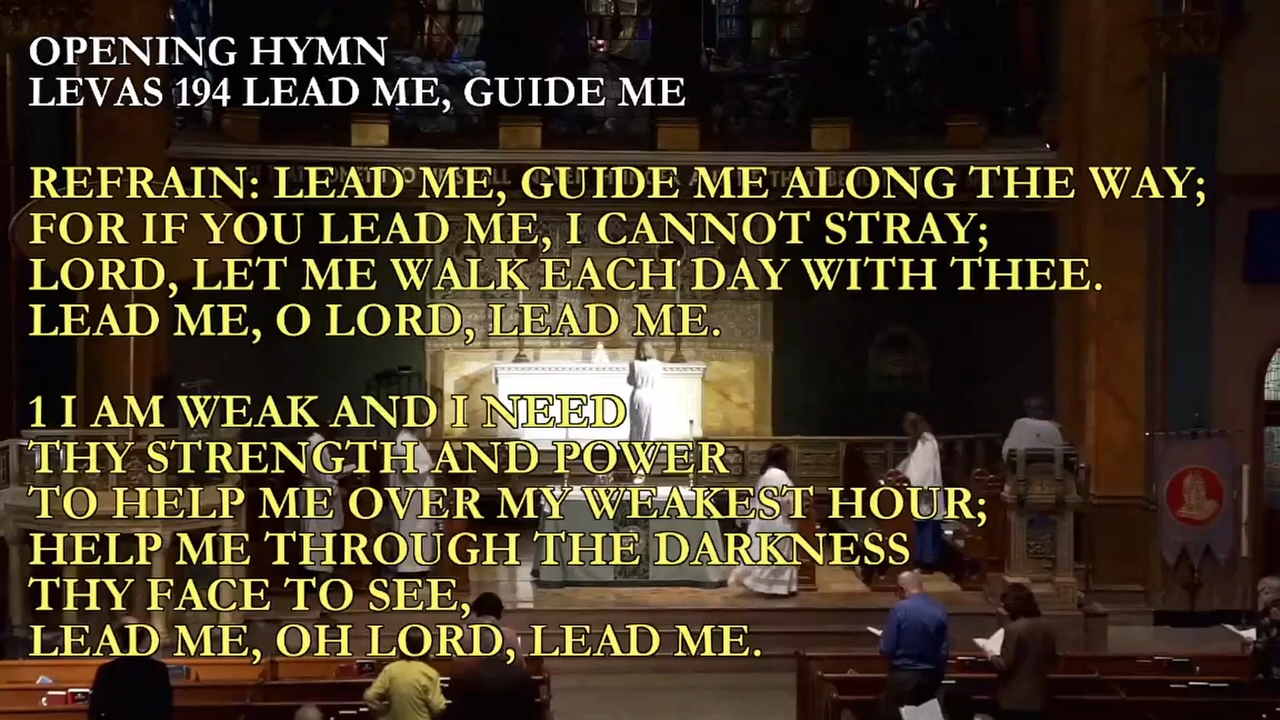 OPENING HYMN
LEVAS 194 LEAD ME, GUIDE ME
REFRAIN: LEAD ME, GUIDE ME ALONG THE WAY;
FOR IF YOU LEAD ME, I CANNOT STRAY;
LORD, LET ME WALK EACH DAY WITH THEE.
LEAD ME, O LORD, LEAD ME.
1 I AM WEAK AND I NEED
THY STRENGTH AND POWER
TO HELP ME OVER MY WEAKEST HOUR;
HELP ME THROUGH THE DARKNESS
THY FACE TO SEE,
LEAD ME, OH LORD, LEAD ME.